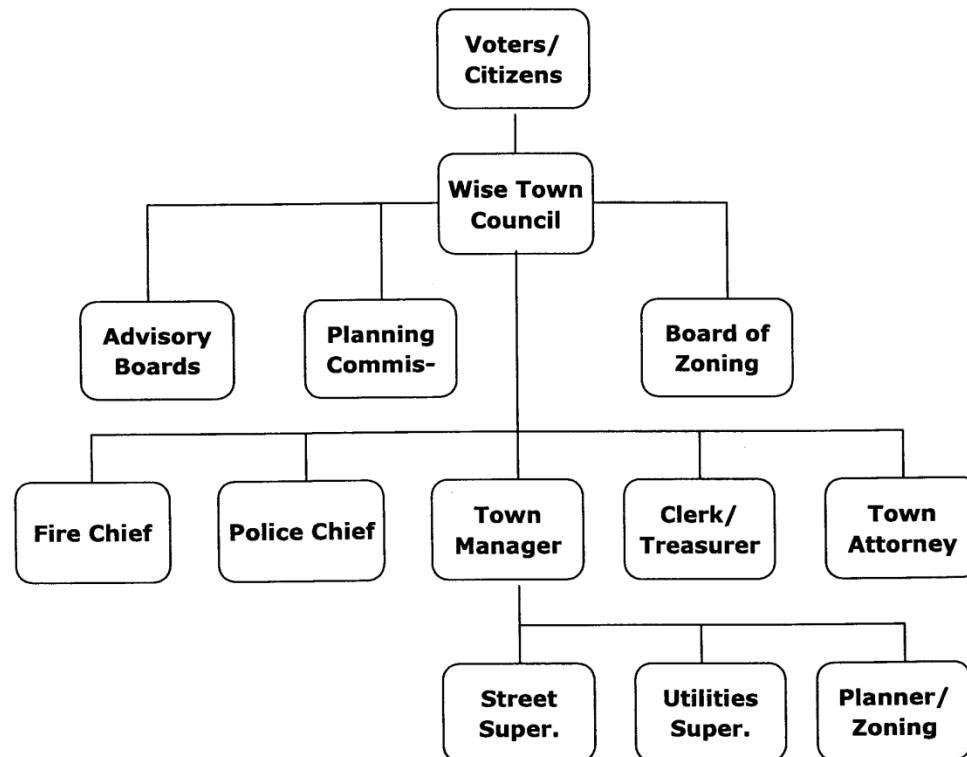 Voters/
Citizens
Wise Town
Council
Advisory
Boards
Planning
Commis-
Board of
Zoning
Fire Chief
Police Chief
Town
Manager
Clerk/
Treasurer
Town
Attorney
Street
Super.
Utilities
Super.
Planner/
Zoning